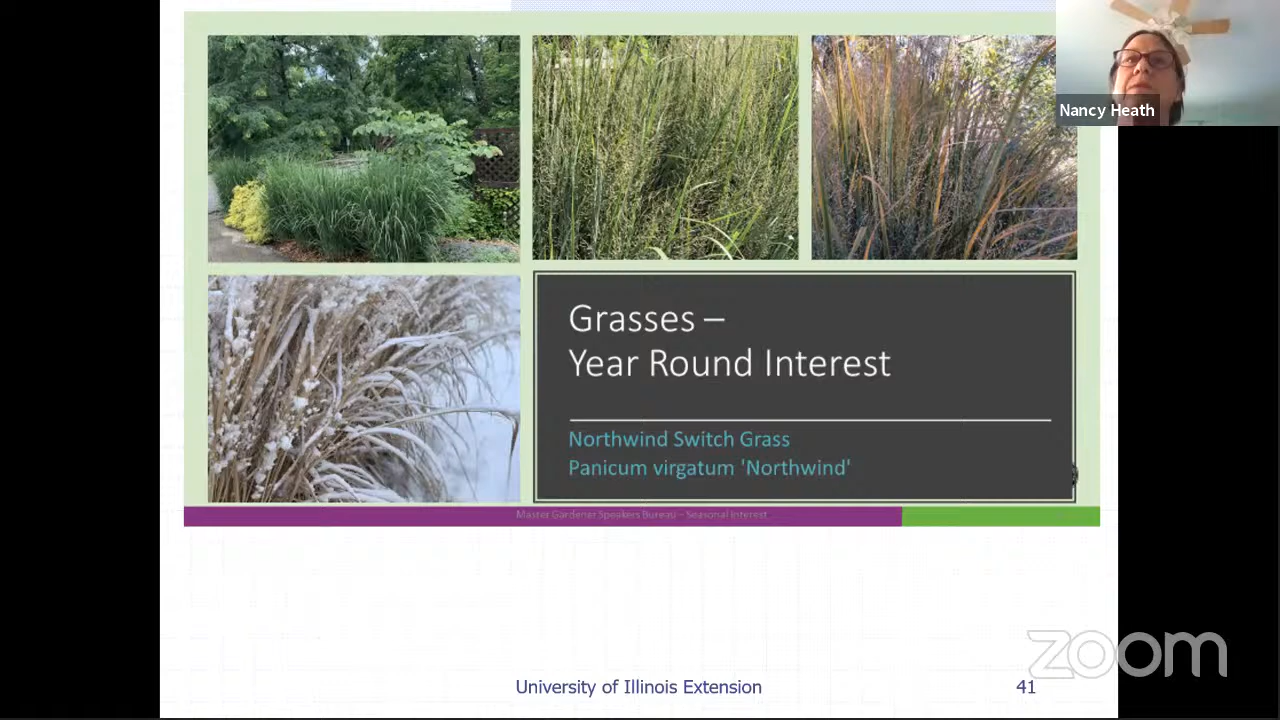 Nancy Heath
Grasses –
Year Round Interest
Northwind Switch Grass
Panicum virgatum 'Northwind'
Master Gardener Speakers Bureau – Seasonal Interest
University of Illinois Extension
41
zoom